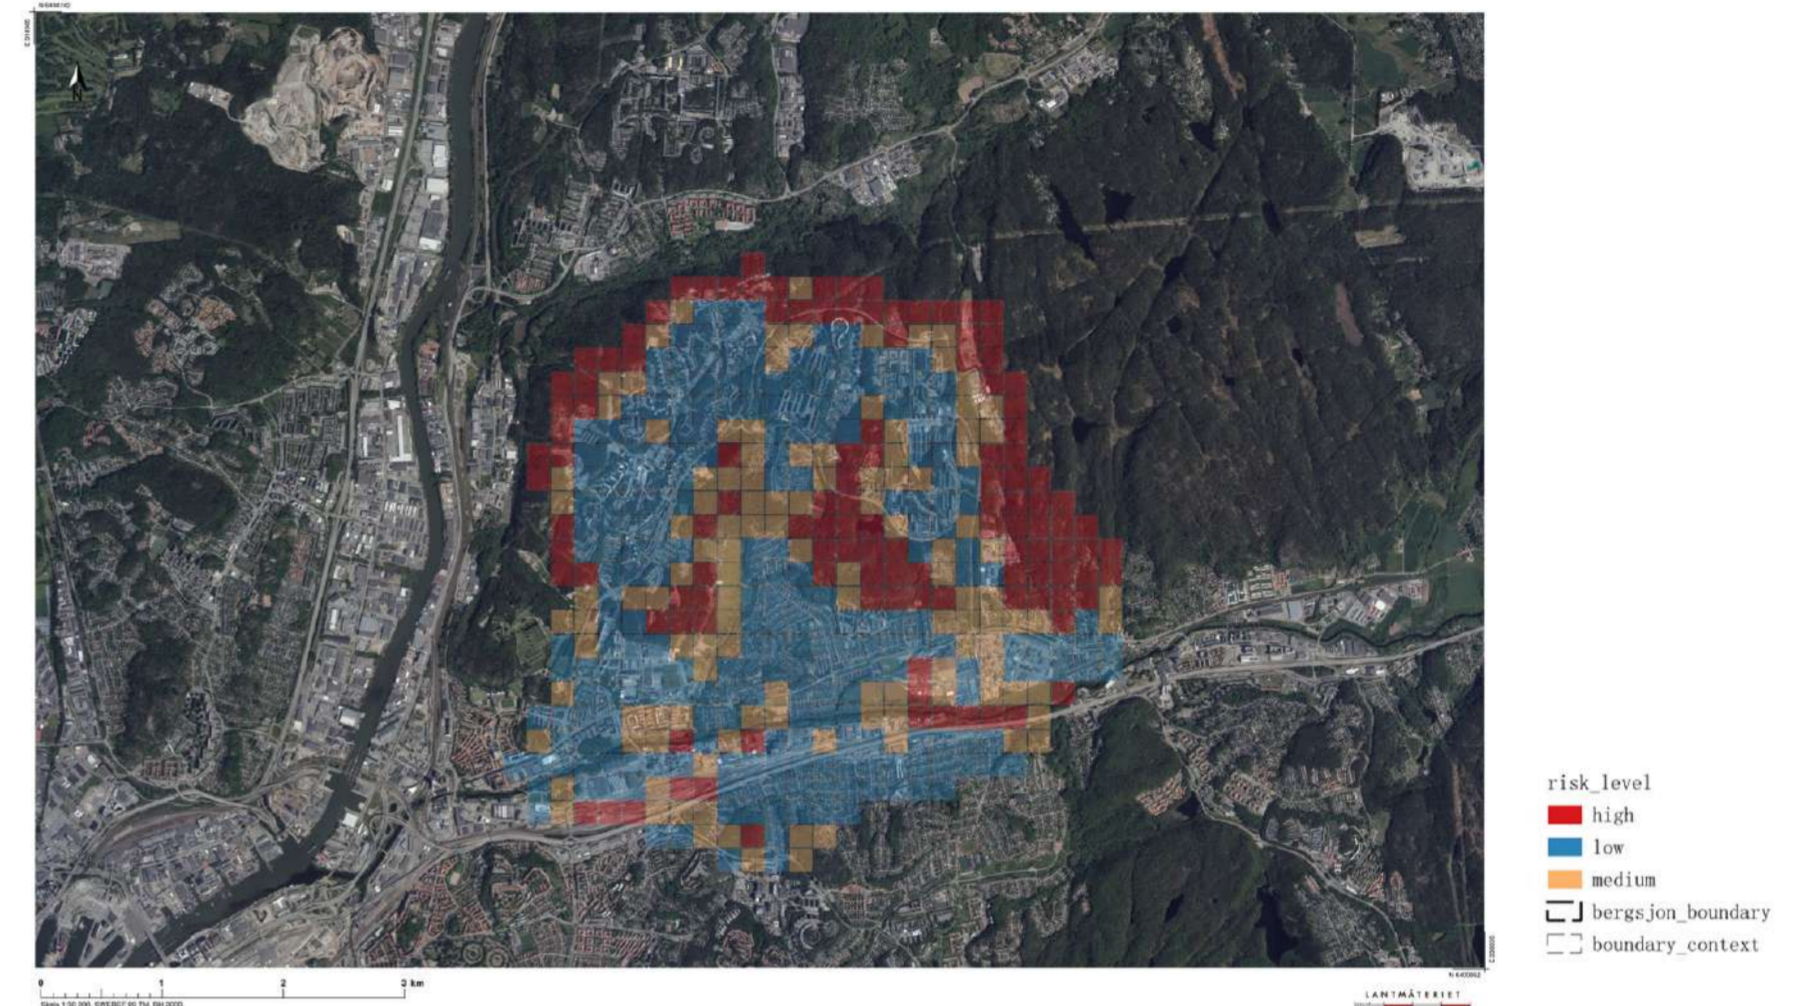 N
risk_level
high
low
medium
bergsjon_boundary
boundary_context
0 1 2 3 km
LANTMÄTERIET